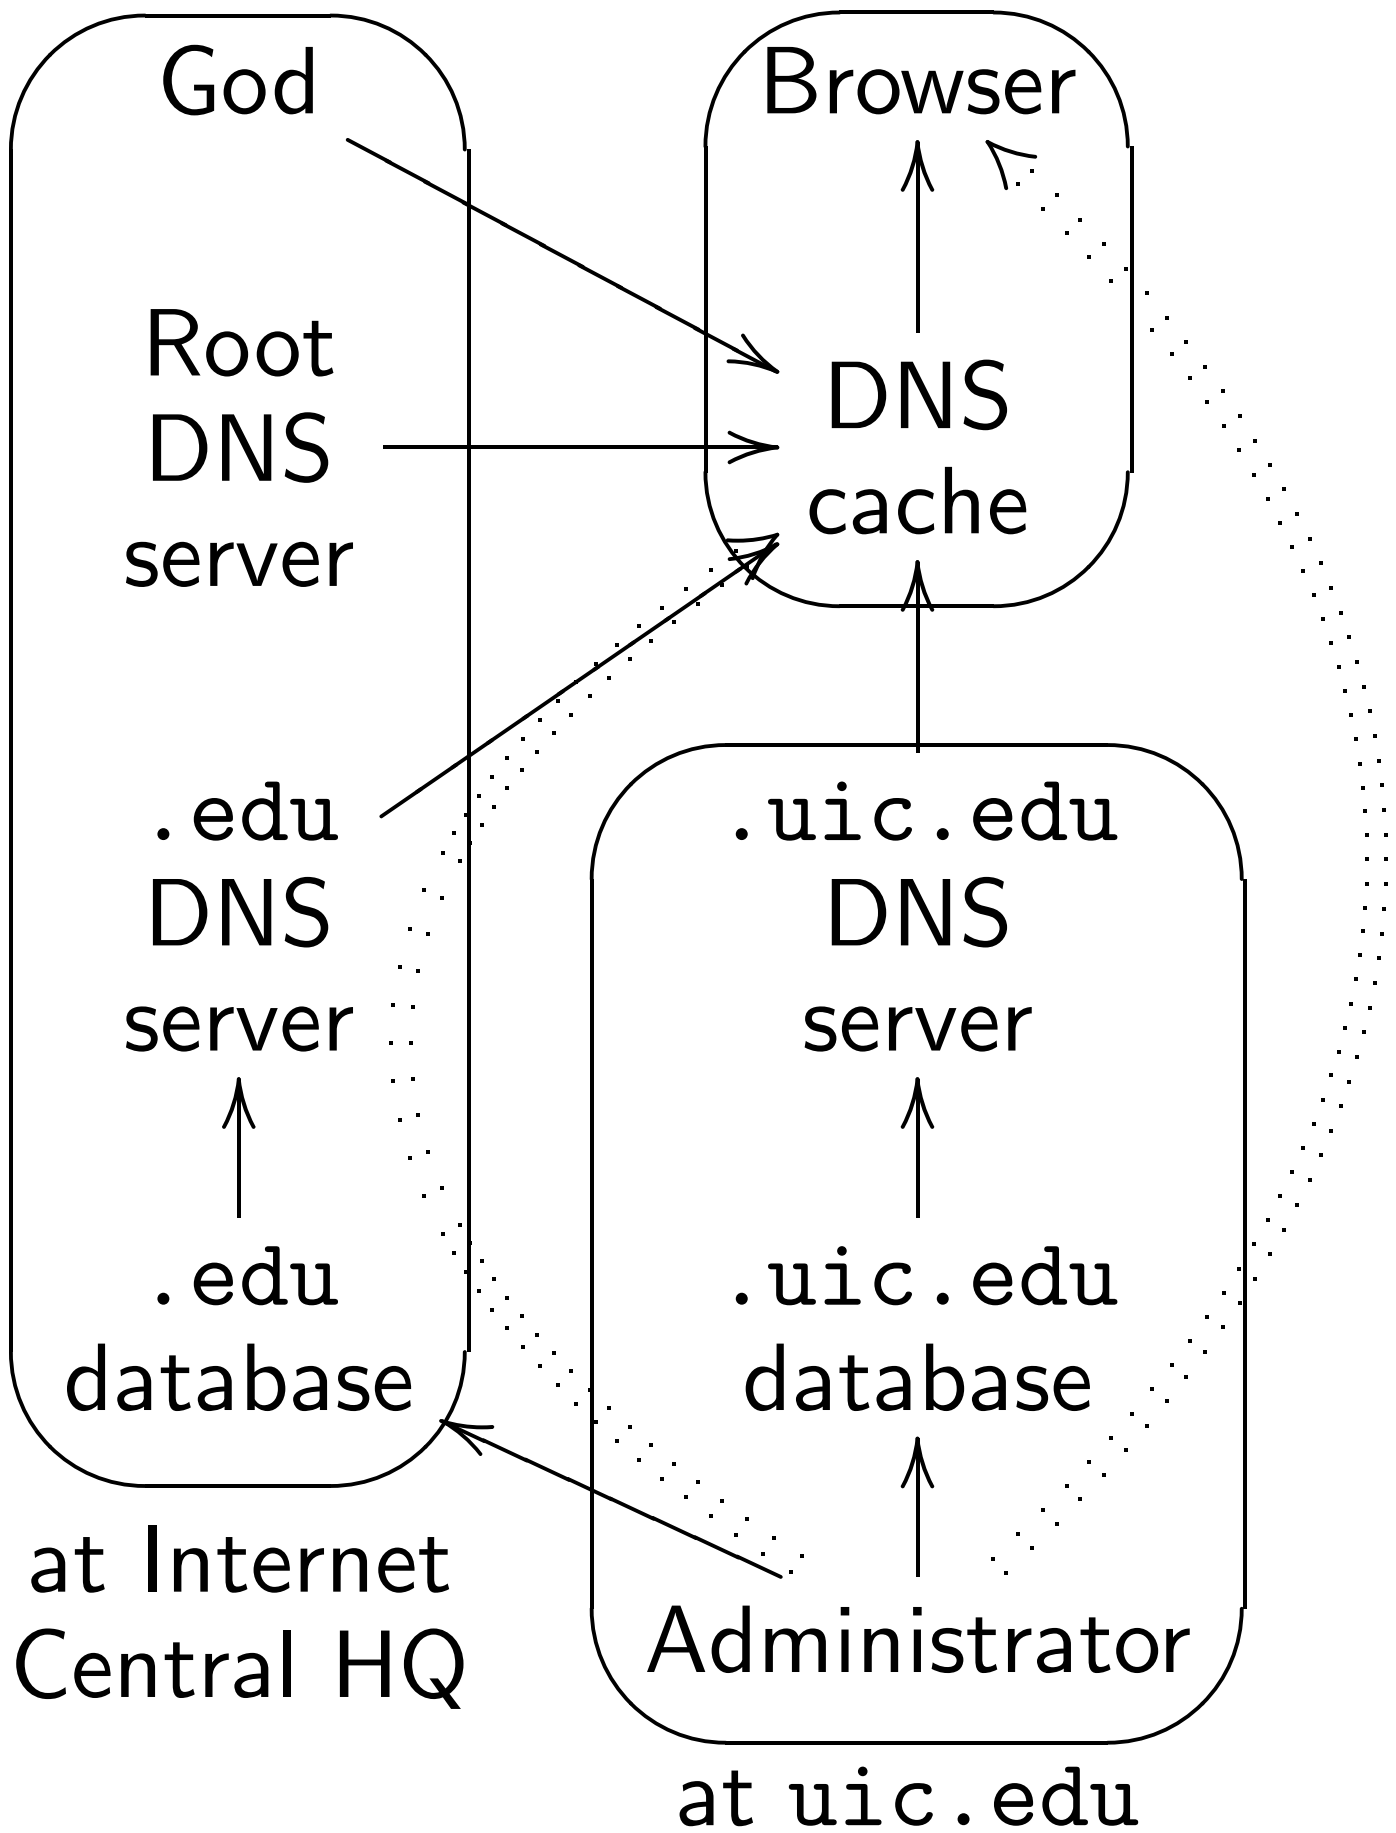 God
Root
DNS
server
.edu
DNS
server
.edu
database
at Internet
Central HQ
Browser
DNS
cache
.uic.edu
DNS
server
.uic.edu
database
Administrator
at uic.edu